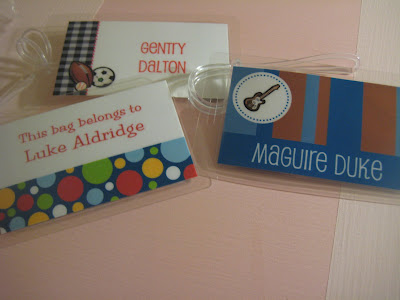 Gentry
Dalton
This bag belongs to
Luke Aldridge
Maguire Duke